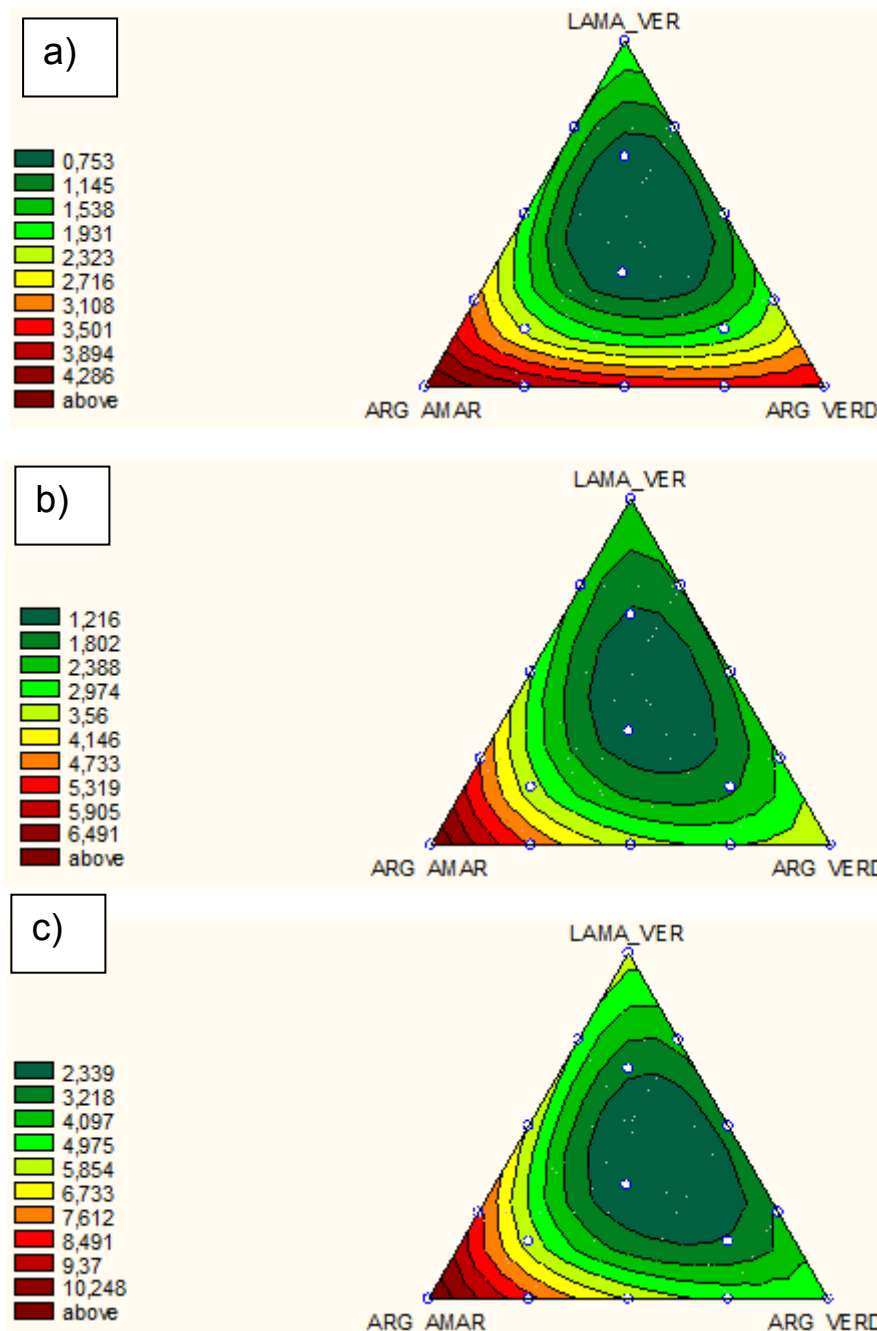 a)
LAMA_VER
0,753
1,145
1,538
1,931
2,323
2,716
3,108
3,501
3,894
4,286
above
ARG AMAR
ARG VERD
b)
LAMA_VER
1,216
1,802
2,388
2,974
3,56
4,146
4,733
5,319
5,905
6,491
above
ARG AMAR
ARG VERD
c)
LAMA_VER
2,339
3,218
4,097
4,975
5,854
6,733
7,612
8,491
9,37
10,248
above
ARG AMAR
ARG VERD